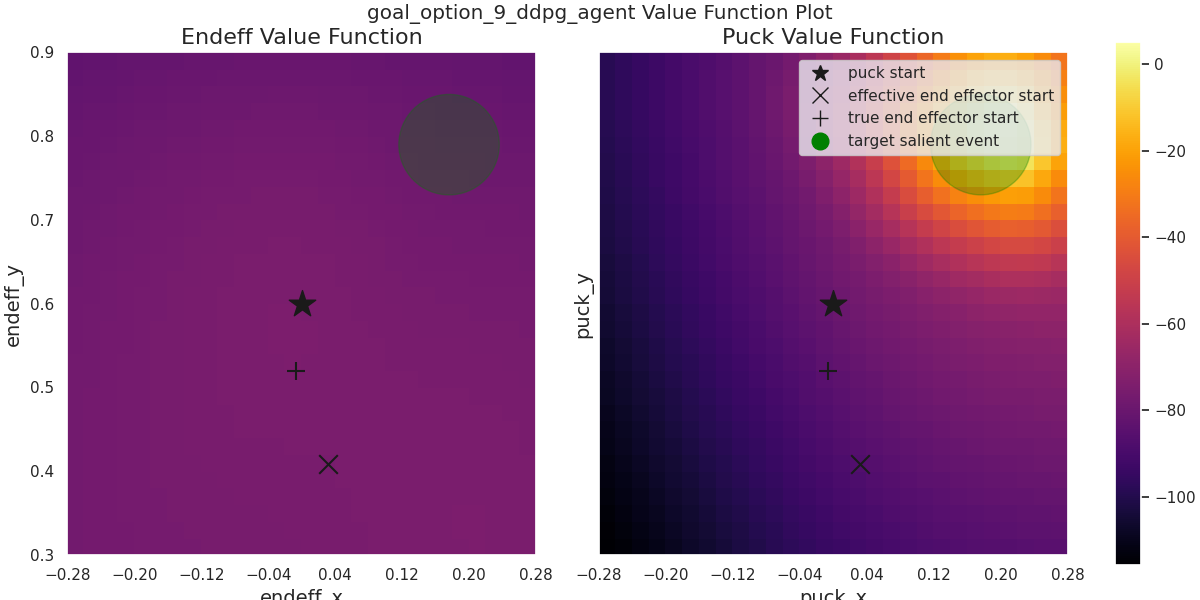 goal_option_9_ddpg_agent Value Function Plot
Endeff Value Function
Puck Value Function
puck start
effective end effector start
true end effector start
target salient event
endeff_y
0.9
0.8
0.7
0.6
0.5
0.4
0.3
−0.28 −0.20 −0.12 −0.04 0.04 0.12 0.20 0.28
endeff_x
puck_y
−0.28 −0.20 −0.12 −0.04 0.04 0.12 0.20 0.28
puck_x
0
−20
−40
−60
−80
−100